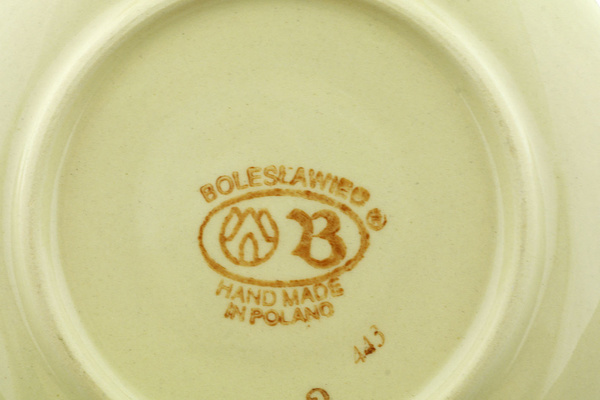 BOLESŁAWIEC ®
B
HAND MADE
IN POLAND
443